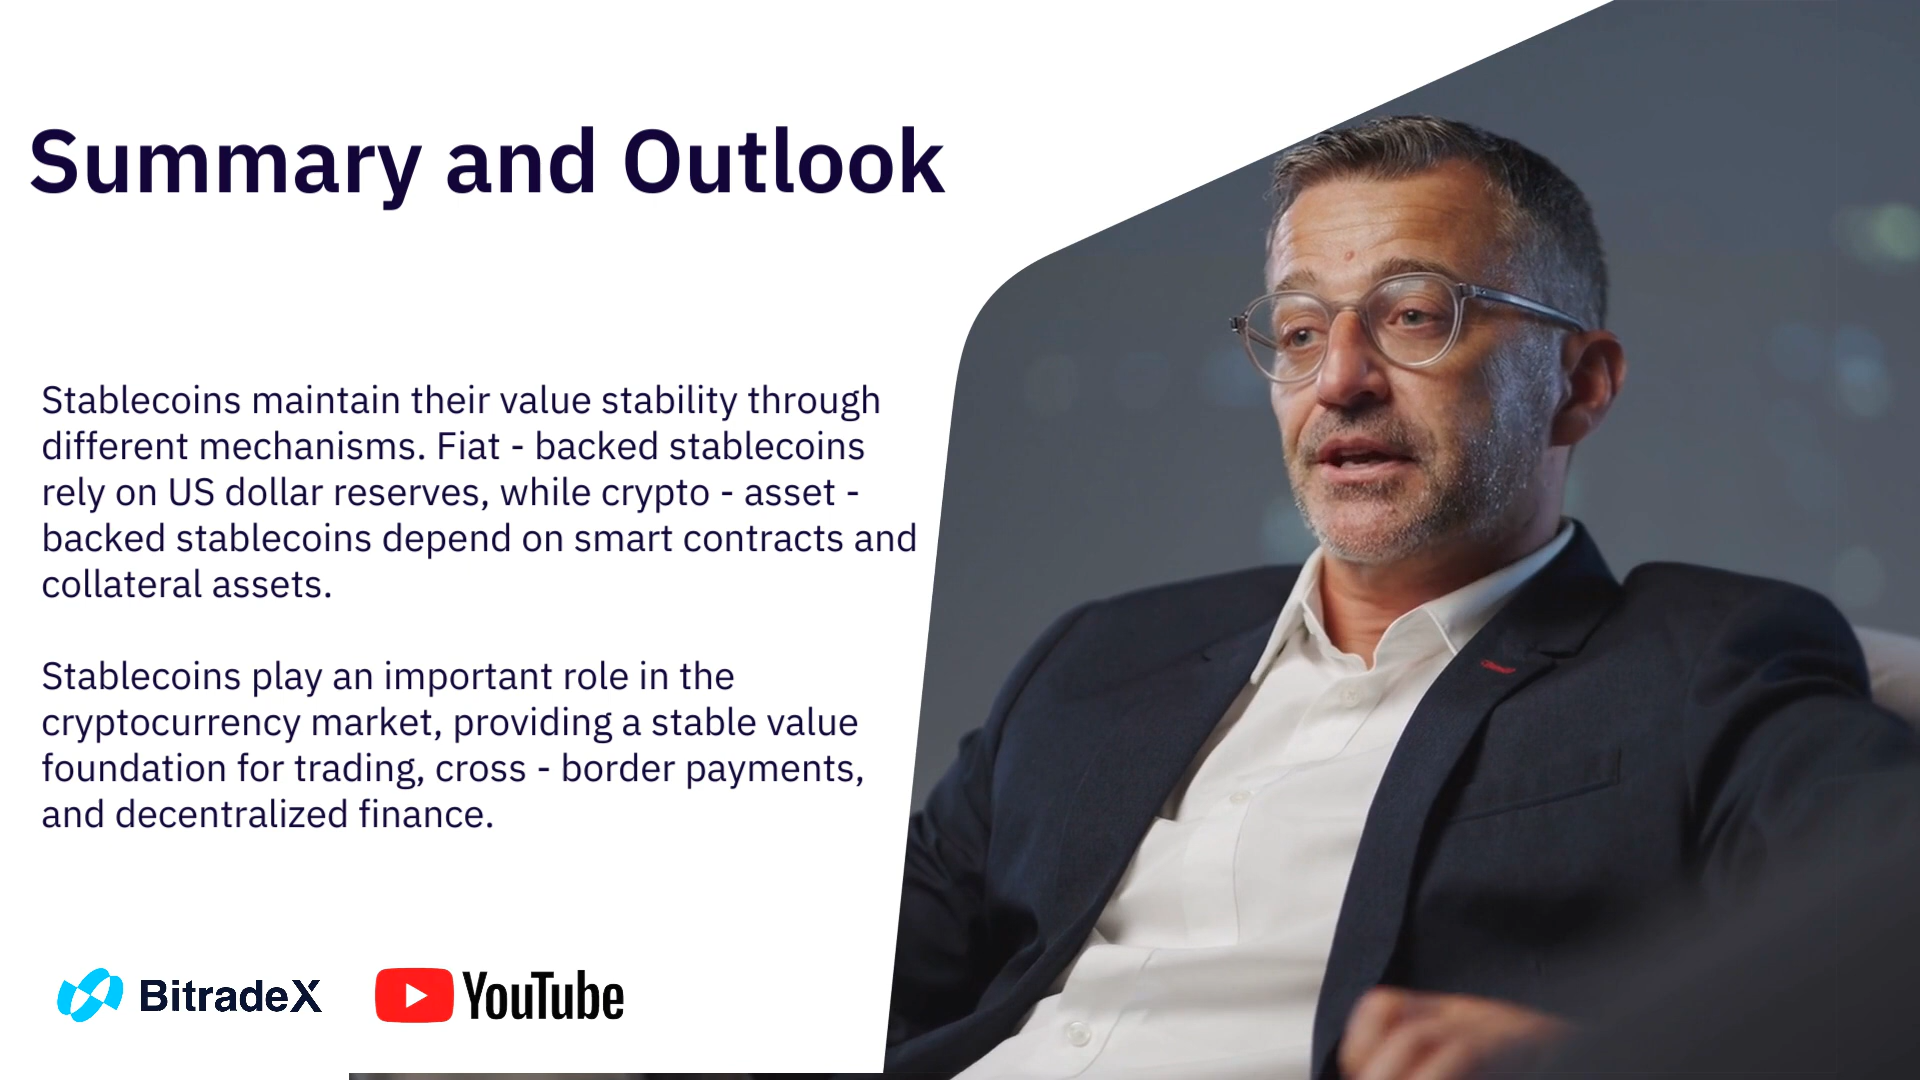 Summary and Outlook
Stablecoins maintain their value stability through
different mechanisms. Fiat - backed stablecoins
rely on US dollar reserves, while crypto - asset -
backed stablecoins depend on smart contracts and
collateral assets.
Stablecoins play an important role in the
cryptocurrency market, providing a stable value
foundation for trading, cross - border payments,
and decentralized finance.
BitradeX YouTube